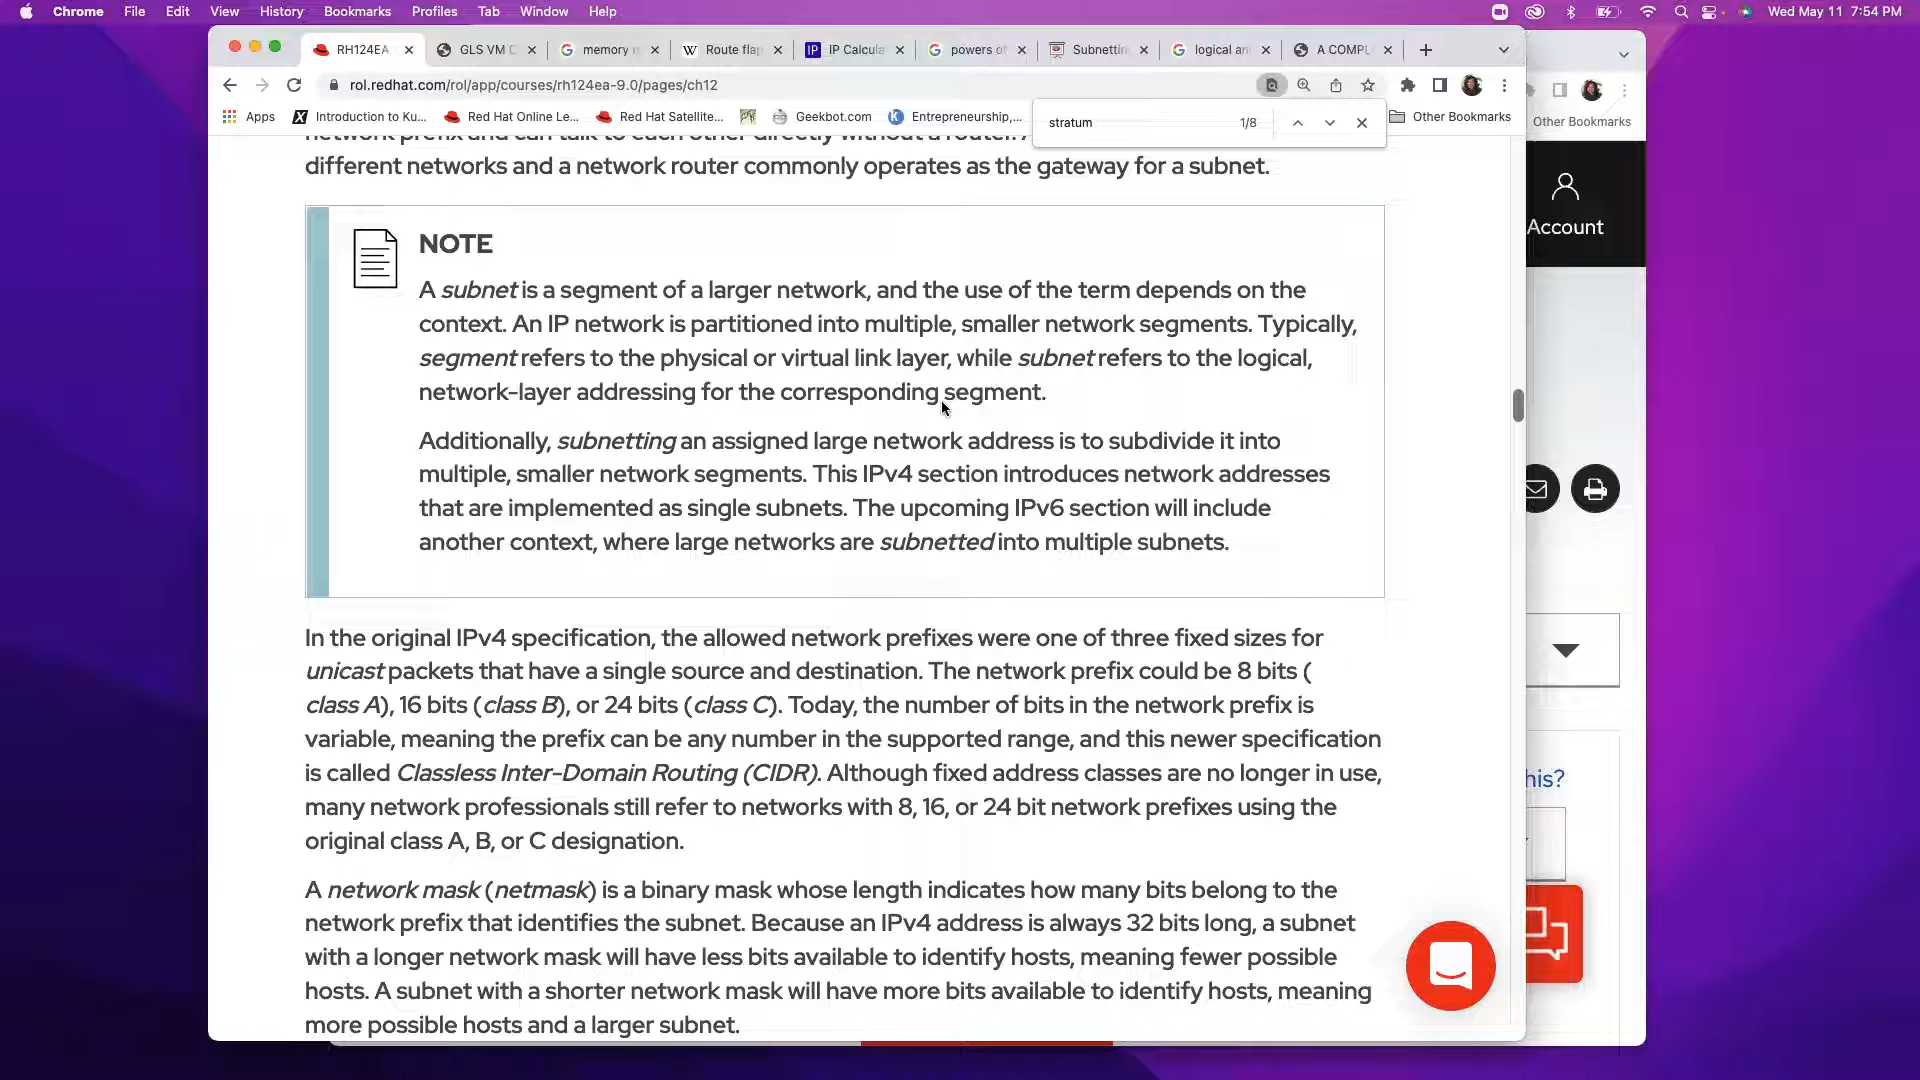 Chrome File Edit View History Bookmarks Profiles Tab Window Help Wed May 11 7:54 PM
RH124EA GLS VM C memory m Route flap IP IP Calcula powers of Subnettin logical an A COMPL
rol.redhat.com/rol/app/courses/rh124ea-9.0/pages/ch12
Apps Introduction to Ku... Red Hat Online Le... Red Hat Satellite... Geekbot.com Entrepreneurship,... Other Bookmarks
stratum 1/8
Other Bookmarks
Account
different networks and a network router commonly operates as the gateway for a subnet.
NOTE
A subnet is a segment of a larger network, and the use of the term depends on the
context. An IP network is partitioned into multiple, smaller network segments. Typically,
segment refers to the physical or virtual link layer, while subnet refers to the logical,
network-layer addressing for the corresponding segment.
Additionally, subnetting an assigned large network address is to subdivide it into
multiple, smaller network segments. This IPv4 section introduces network addresses
that are implemented as single subnets. The upcoming IPv6 section will include
another context, where large networks are subnetted into multiple subnets.
In the original IPv4 specification, the allowed network prefixes were one of three fixed sizes for
unicast packets that have a single source and destination. The network prefix could be 8 bits (
class A), 16 bits (class B), or 24 bits (class C). Today, the number of bits in the network prefix is
variable, meaning the prefix can be any number in the supported range, and this newer specification
is called Classless Inter-Domain Routing (CIDR). Although fixed address classes are no longer in use,
many network professionals still refer to networks with 8, 16, or 24 bit network prefixes using the
original class A, B, or C designation.
A network mask (netmask) is a binary mask whose length indicates how many bits belong to the
network prefix that identifies the subnet. Because an IPv4 address is always 32 bits long, a subnet
with a longer network mask will have less bits available to identify hosts, meaning fewer possible
hosts. A subnet with a shorter network mask will have more bits available to identify hosts, meaning
more possible hosts and a larger subnet.
his?